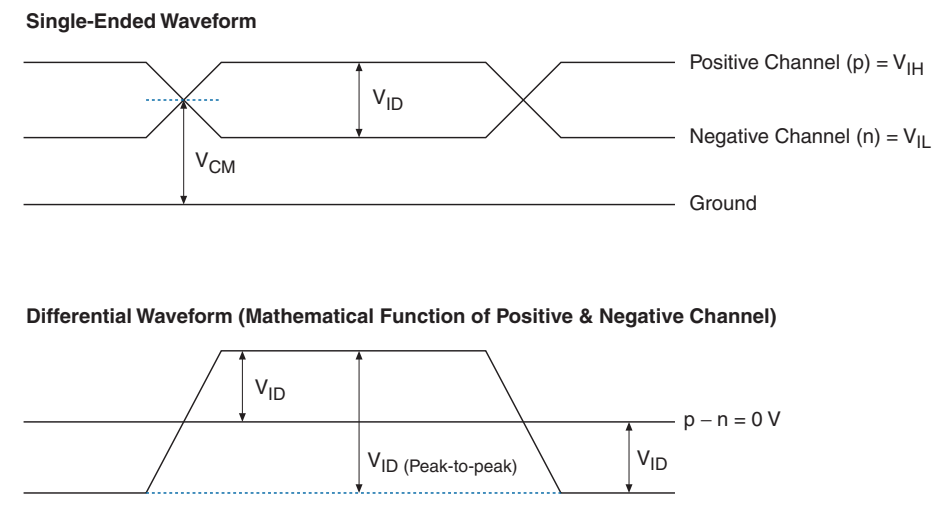 Single-Ended Waveform
Positive Channel (p) = VIH
VID
Negative Channel (n) = VIL
VCM
Ground
Differential Waveform (Mathematical Function of Positive & Negative Channel)
VID
p − n = 0 V
VID (Peak-to-peak)
VID